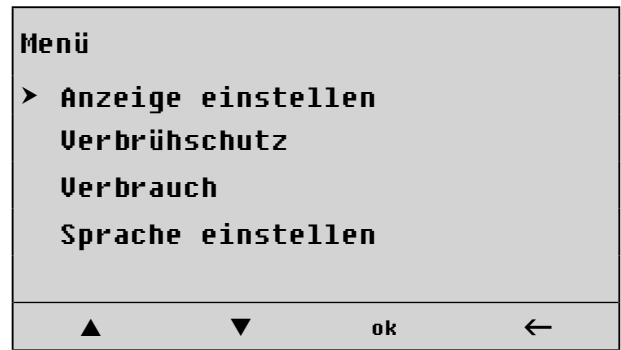 Menü
➤ Anzeige einstellen
Verbrühschutz
Verbrauch
Sprache einstellen
▲ ▼ ok ←